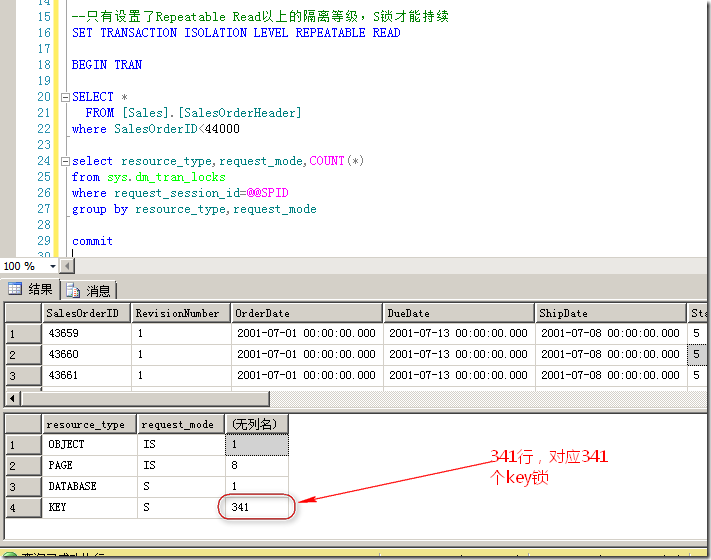 14
15 --只有设置了Repeatable Read以上的隔离等级，S锁才能持续
16 SET TRANSACTION ISOLATION LEVEL REPEATABLE READ
17
18 BEGIN TRAN
19
20 SELECT *
21 FROM [Sales].[SalesOrderHeader]
22 where SalesOrderID<44000
23
24 select resource_type,request_mode,COUNT(*)
25 from sys.dm_tran_locks
26 where request_session_id=@@SPID
27 group by resource_type,request_mode
28
29 commit
30
100 %
结果 消息
SalesOrderID RevisionNumber OrderDate DueDate ShipDate Sta
1 43659 1 2001-07-01 00:00:00.000 2001-07-13 00:00:00.000 2001-07-08 00:00:00.000 5
2 43660 1 2001-07-01 00:00:00.000 2001-07-13 00:00:00.000 2001-07-08 00:00:00.000 5
3 43661 1 2001-07-01 00:00:00.000 2001-07-13 00:00:00.000 2001-07-08 00:00:00.000 5
resource_type request_mode (无列名)
1 OBJECT IS 1
2 PAGE IS 8
3 DATABASE S 1
4 KEY S 341
341行，对应341
个key锁